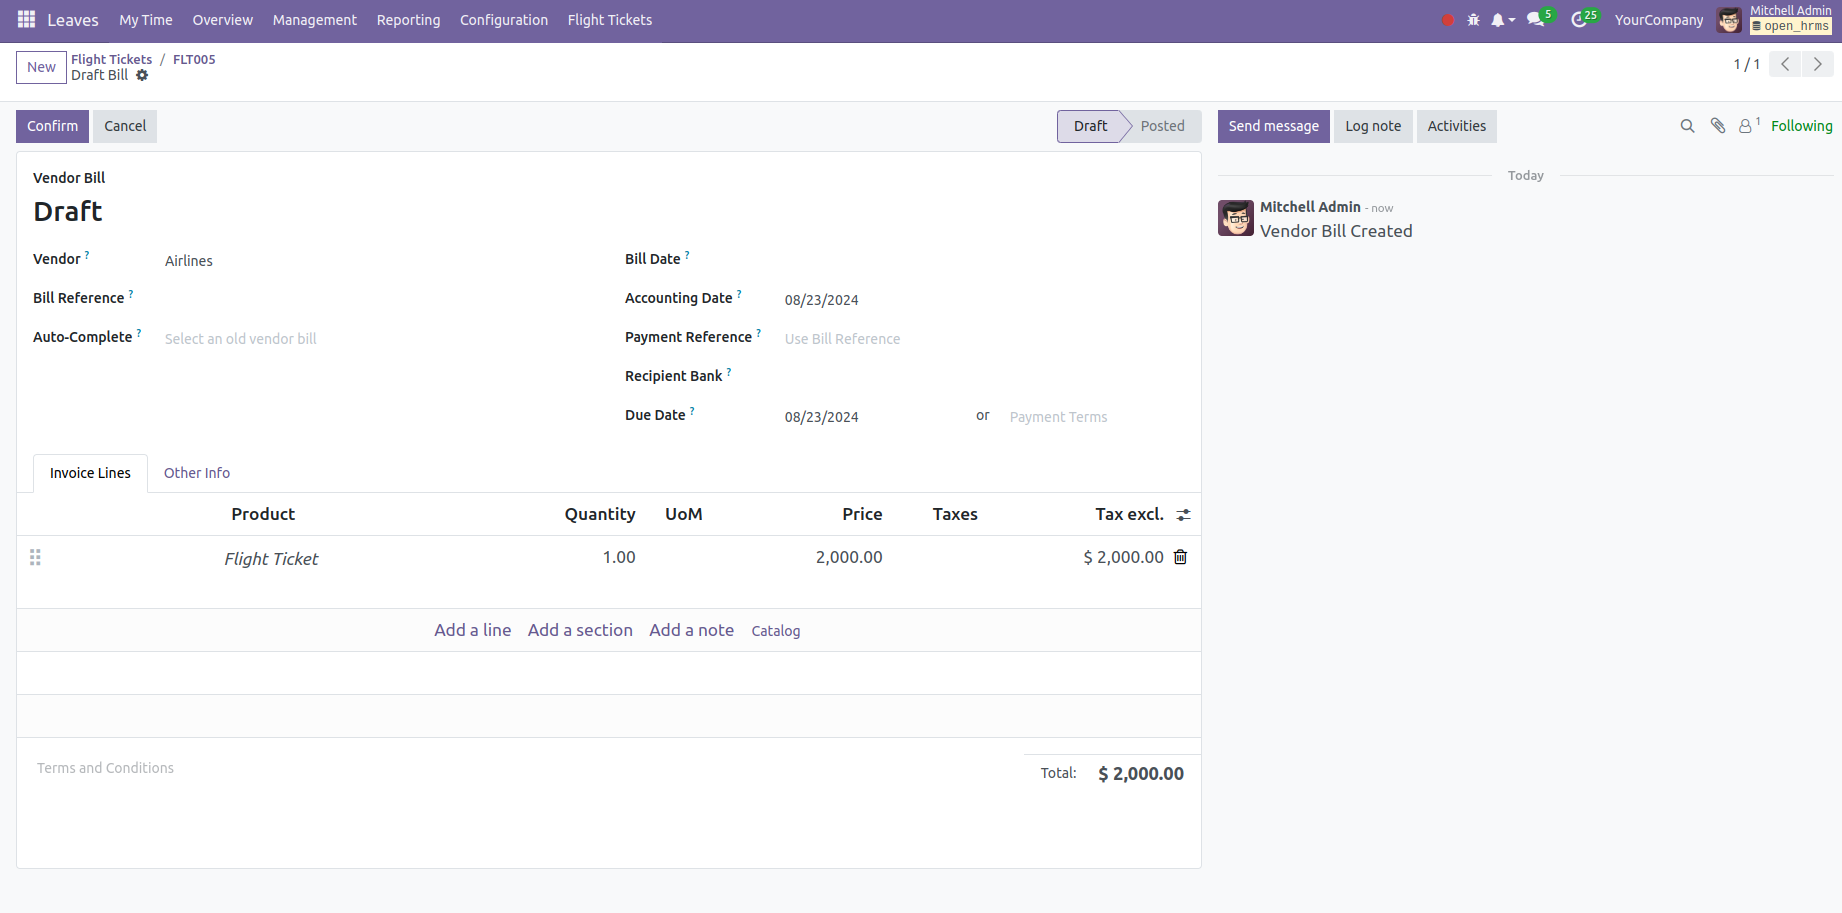 Leaves My Time Overview Management Reporting Configuration Flight Tickets 5 25 YourCompany Mitchell Admin
open_hrms
New Flight Tickets / FLT005
Draft Bill
1 / 1
Confirm Cancel Draft Posted Send message Log note Activities 1 Following
Vendor Bill
Draft
Today
Mitchell Admin - now
Vendor Bill Created
Vendor ? Airlines Bill Date ?
Bill Reference ? Accounting Date ? 08/23/2024
Auto-Complete ? Select an old vendor bill Payment Reference ? Use Bill Reference
Recipient Bank ?
Due Date ? 08/23/2024 or Payment Terms
Invoice Lines Other Info
Product Quantity UoM Price Taxes Tax excl.
Flight Ticket 1.00 2,000.00 $ 2,000.00
Add a line Add a section Add a note Catalog
Terms and Conditions
Total: $ 2,000.00